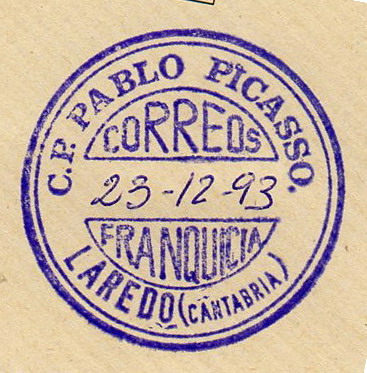 C.P. PABLO PICASSO.
CORREOS
23-12-93
FRANQUICIA
LAREDO (CANTABRIA)